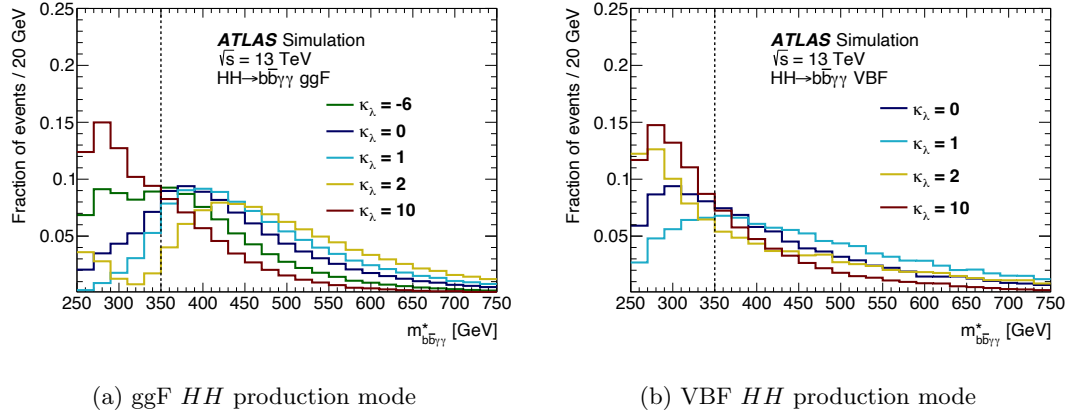 Fraction of events / 20 GeV
0.25
0.2
0.15
0.1
0.05
ATLAS Simulation
√s = 13 TeV
HH→bb̅γγ ggF
κλ = -6
κλ = 0
κλ = 1
κλ = 2
κλ = 10
250 300 350 400 450 500 550 600 650 700 750
m*bb̅γγ [GeV]
(a) ggF HH production mode
Fraction of events / 20 GeV
0.25
0.2
0.15
0.1
0.05
ATLAS Simulation
√s = 13 TeV
HH→bb̅γγ VBF
κλ = 0
κλ = 1
κλ = 2
κλ = 10
250 300 350 400 450 500 550 600 650 700 750
m*bb̅γγ [GeV]
(b) VBF HH production mode